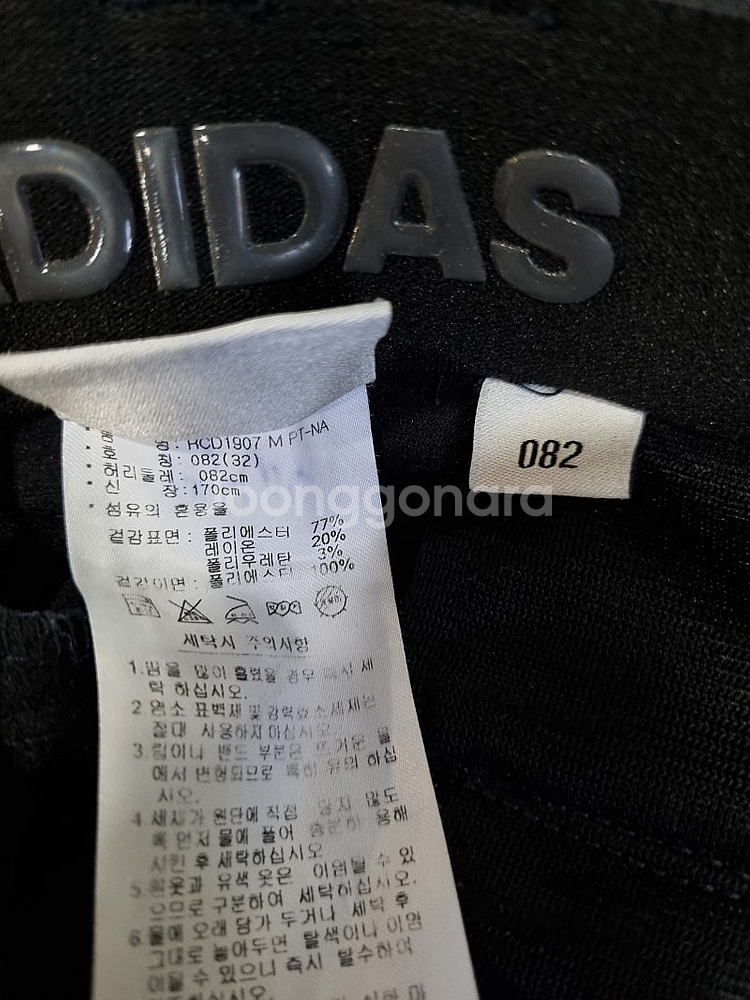 ADIDAS
명: RCD1907 M PT-NA
호 칭: 082(32)
허리둘레: 082cm
신 장: 170cm
섬유의 혼용율
겉감표면: 폴리에스터 77%
레이온 20%
폴리우레탄 3%
겉감이면: 폴리에스터 100%
세탁시 주의사항
1.땀을 많이 흘렸을 경우 세
탁 하십시오.
2 염소 표백제 및 강력효소세제는
절대 사용하지마십시오
3.팅이나 밴드 부분은 뜨거운 물
에서 변형되므로 특히 유의 하십
시오.
4.세제가 원단에 직접 닿지 않도
록 먼저 물에 풀어 충분히 용해
시킨 후 세탁하십시오
5.흰옷과 유색 옷은 이염될 수 있
으므로 구분하여 세탁하십시오.
6.물에 오래 담가 두거나 세탁 후
그대로 놓아두면 탈색이나 이염
이될 수 있으니 즉시 탈수하여
082
bonggonara